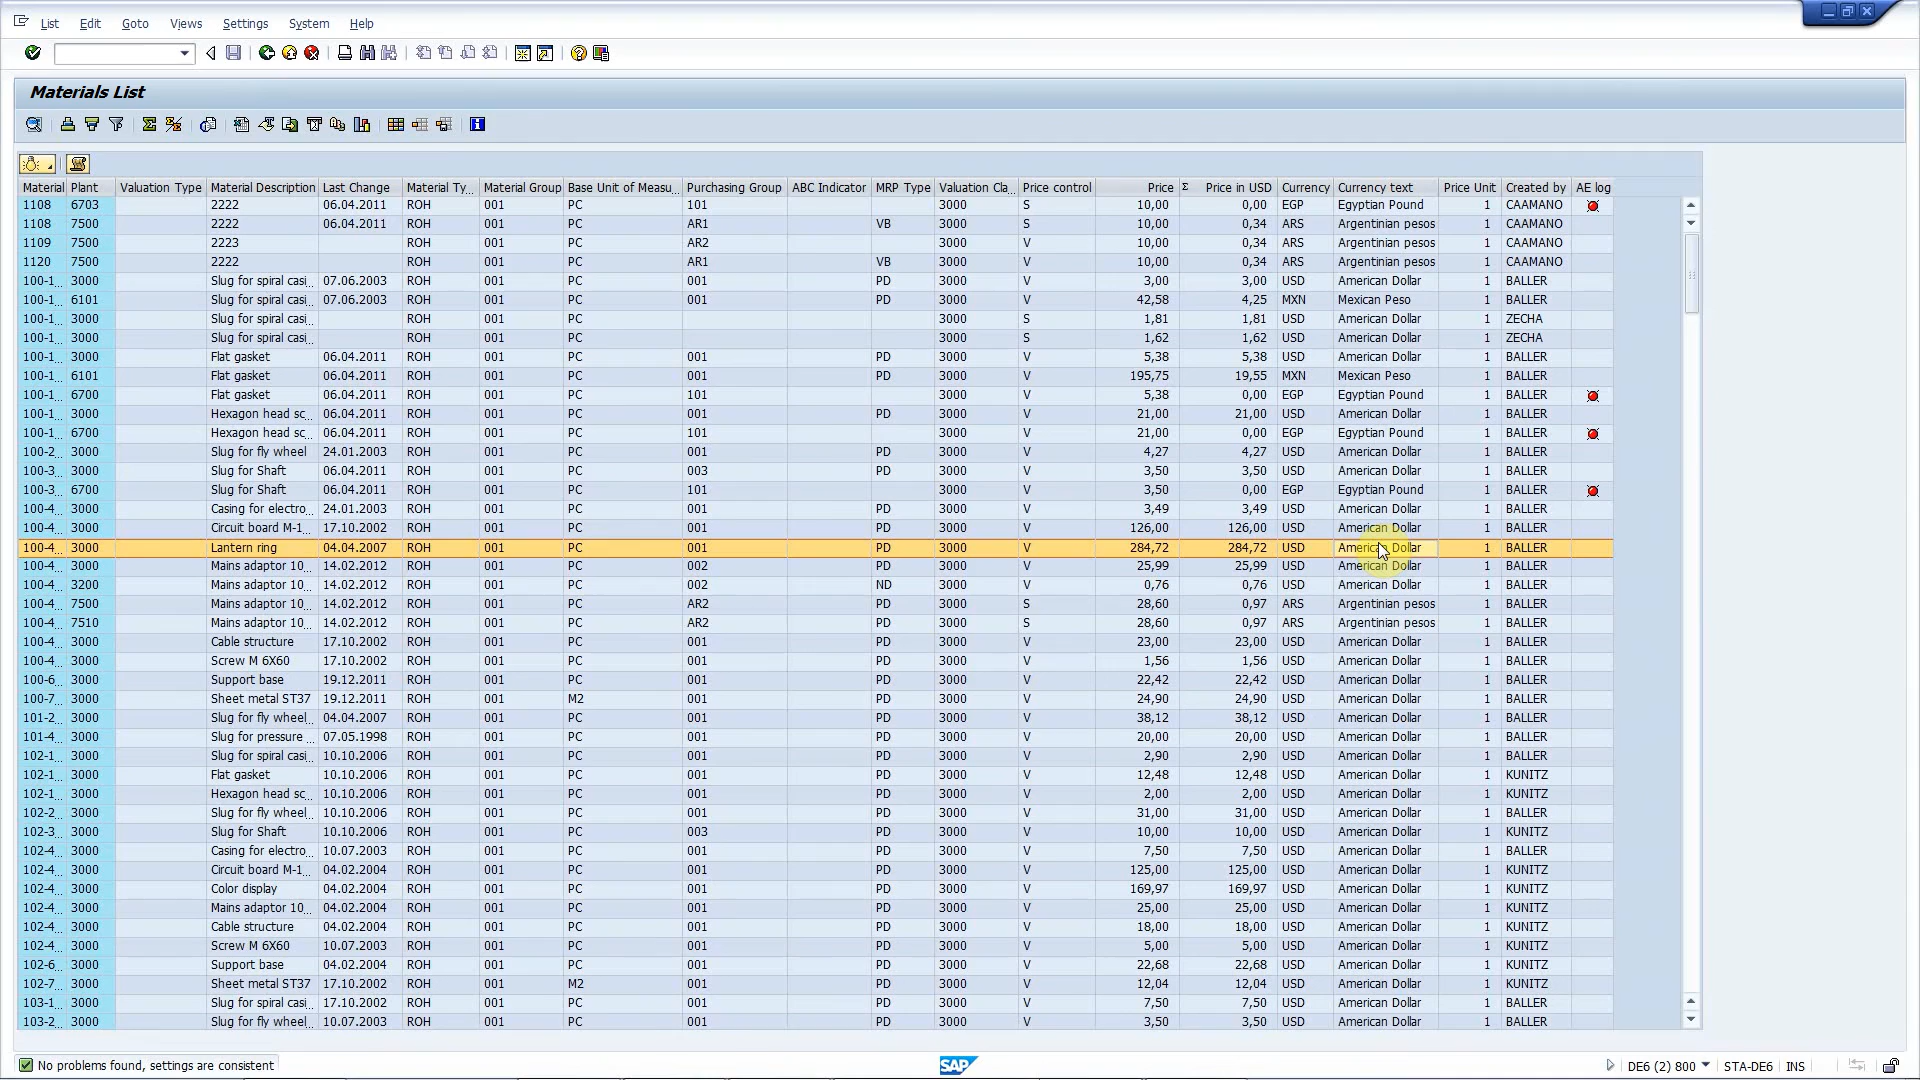 List Edit Goto Views Settings System Help
Materials List
Material Plant Valuation Type Material Description Last Change Material Ty... Material Group Base Unit of Measu... Purchasing Group ABC Indicator MRP Type Valuation Cla... Price control Price Σ Price in USD Currency Currency text Price Unit Created by AE log
1108 6703 2222 06.04.2011 ROH 001 PC 101 3000 S 10,00 0,00 EGP Egyptian Pound 1 CAAMANO
1108 7500 2222 06.04.2011 ROH 001 PC AR1 VB 3000 S 10,00 0,34 ARS Argentinian pesos 1 CAAMANO
1109 7500 2223 ROH 001 PC AR2 3000 V 10,00 0,34 ARS Argentinian pesos 1 CAAMANO
1120 7500 2222 ROH 001 PC AR1 VB 3000 V 10,00 0,34 ARS Argentinian pesos 1 CAAMANO
100-1... 3000 Slug for spiral casi... 07.06.2003 ROH 001 PC 001 PD 3000 V 3,00 3,00 USD American Dollar 1 BALLER
100-1... 6101 Slug for spiral casi... 07.06.2003 ROH 001 PC 001 PD 3000 V 42,58 4,25 MXN Mexican Peso 1 BALLER
100-1... 3000 Slug for spiral casi... ROH 001 PC 3000 S 1,81 1,81 USD American Dollar 1 ZECHA
100-1... 3000 Slug for spiral casi... ROH 001 PC 3000 S 1,62 1,62 USD American Dollar 1 ZECHA
100-1... 3000 Flat gasket 06.04.2011 ROH 001 PC 001 PD 3000 V 5,38 5,38 USD American Dollar 1 BALLER
100-1... 6101 Flat gasket 06.04.2011 ROH 001 PC 001 PD 3000 V 195,75 19,55 MXN Mexican Peso 1 BALLER
100-1... 6700 Flat gasket 06.04.2011 ROH 001 PC 101 3000 V 5,38 0,00 EGP Egyptian Pound 1 BALLER
100-1... 3000 Hexagon head sc... 06.04.2011 ROH 001 PC 001 PD 3000 V 21,00 21,00 USD American Dollar 1 BALLER
100-1... 6700 Hexagon head sc... 06.04.2011 ROH 001 PC 101 3000 V 21,00 0,00 EGP Egyptian Pound 1 BALLER
100-2... 3000 Slug for fly wheel 24.01.2003 ROH 001 PC 001 PD 3000 V 4,27 4,27 USD American Dollar 1 BALLER
100-3... 3000 Slug for Shaft 06.04.2011 ROH 001 PC 003 PD 3000 V 3,50 3,50 USD American Dollar 1 BALLER
100-3... 6700 Slug for Shaft 06.04.2011 ROH 001 PC 101 3000 V 3,50 0,00 EGP Egyptian Pound 1 BALLER
100-4... 3000 Casing for electro... 24.01.2003 ROH 001 PC 001 PD 3000 V 3,49 3,49 USD American Dollar 1 BALLER
100-4... 3000 Circuit board M-1... 17.10.2002 ROH 001 PC 001 PD 3000 V 126,00 126,00 USD American Dollar 1 BALLER
100-4... 3000 Lantern ring 04.04.2007 ROH 001 PC 001 PD 3000 V 284,72 284,72 USD American Dollar 1 BALLER
100-4... 3000 Mains adaptor 10... 14.02.2012 ROH 001 PC 002 PD 3000 V 25,99 25,99 USD American Dollar 1 BALLER
100-4... 3200 Mains adaptor 10... 14.02.2012 ROH 001 PC 002 ND 3000 V 0,76 0,76 USD American Dollar 1 BALLER
100-4... 7500 Mains adaptor 10... 14.02.2012 ROH 001 PC AR2 PD 3000 S 28,60 0,97 ARS Argentinian pesos 1 BALLER
100-4... 7510 Mains adaptor 10... 14.02.2012 ROH 001 PC AR2 PD 3000 S 28,60 0,97 ARS Argentinian pesos 1 BALLER
100-4... 3000 Cable structure 17.10.2002 ROH 001 PC 001 PD 3000 V 23,00 23,00 USD American Dollar 1 BALLER
100-4... 3000 Screw M 6X60 17.10.2002 ROH 001 PC 001 PD 3000 V 1,56 1,56 USD American Dollar 1 BALLER
100-6... 3000 Support base 19.12.2011 ROH 001 PC 001 PD 3000 V 22,42 22,42 USD American Dollar 1 BALLER
100-7... 3000 Sheet metal ST37 19.12.2011 ROH 001 M2 001 PD 3000 V 24,90 24,90 USD American Dollar 1 BALLER
101-2... 3000 Slug for fly wheel... 04.04.2007 ROH 001 PC 001 PD 3000 V 38,12 38,12 USD American Dollar 1 BALLER
101-4... 3000 Slug for pressure ... 07.05.1998 ROH 001 PC 001 PD 3000 V 20,00 20,00 USD American Dollar 1 BALLER
102-1... 3000 Slug for spiral casi... 10.10.2006 ROH 001 PC 001 PD 3000 V 2,90 2,90 USD American Dollar 1 BALLER
102-1... 3000 Flat gasket 10.10.2006 ROH 001 PC 001 PD 3000 V 12,48 12,48 USD American Dollar 1 KUNITZ
102-1... 3000 Hexagon head sc... 10.10.2006 ROH 001 PC 001 PD 3000 V 2,00 2,00 USD American Dollar 1 KUNITZ
102-2... 3000 Slug for fly wheel... 10.10.2006 ROH 001 PC 001 PD 3000 V 31,00 31,00 USD American Dollar 1 BALLER
102-3... 3000 Slug for Shaft 10.10.2006 ROH 001 PC 003 PD 3000 V 10,00 10,00 USD American Dollar 1 KUNITZ
102-4... 3000 Casing for electro... 10.07.2003 ROH 001 PC 001 PD 3000 V 7,50 7,50 USD American Dollar 1 BALLER
102-4... 3000 Circuit board M-1... 04.02.2004 ROH 001 PC 001 PD 3000 V 125,00 125,00 USD American Dollar 1 KUNITZ
102-4... 3000 Color display 04.02.2004 ROH 001 PC 001 PD 3000 V 169,97 169,97 USD American Dollar 1 KUNITZ
102-4... 3000 Mains adaptor 10... 04.02.2004 ROH 001 PC 001 PD 3000 V 25,00 25,00 USD American Dollar 1 KUNITZ
102-4... 3000 Cable structure 04.02.2004 ROH 001 PC 001 PD 3000 V 18,00 18,00 USD American Dollar 1 KUNITZ
102-4... 3000 Screw M 6X60 10.07.2003 ROH 001 PC 001 PD 3000 V 5,00 5,00 USD American Dollar 1 KUNITZ
102-6... 3000 Support base 04.02.2004 ROH 001 PC 001 PD 3000 V 22,68 22,68 USD American Dollar 1 KUNITZ
102-7... 3000 Sheet metal ST37 17.10.2002 ROH 001 M2 001 PD 3000 V 12,04 12,04 USD American Dollar 1 KUNITZ
103-1... 3000 Slug for spiral casi... 17.10.2002 ROH 001 PC 001 PD 3000 V 7,50 7,50 USD American Dollar 1 BALLER
103-2... 3000 Slug for fly wheel... 10.07.2003 ROH 001 PC 001 PD 3000 V 3,50 3,50 USD American Dollar 1 BALLER
No problems found, settings are consistent SAP DE6 (2) 800 STA-DE6 INS